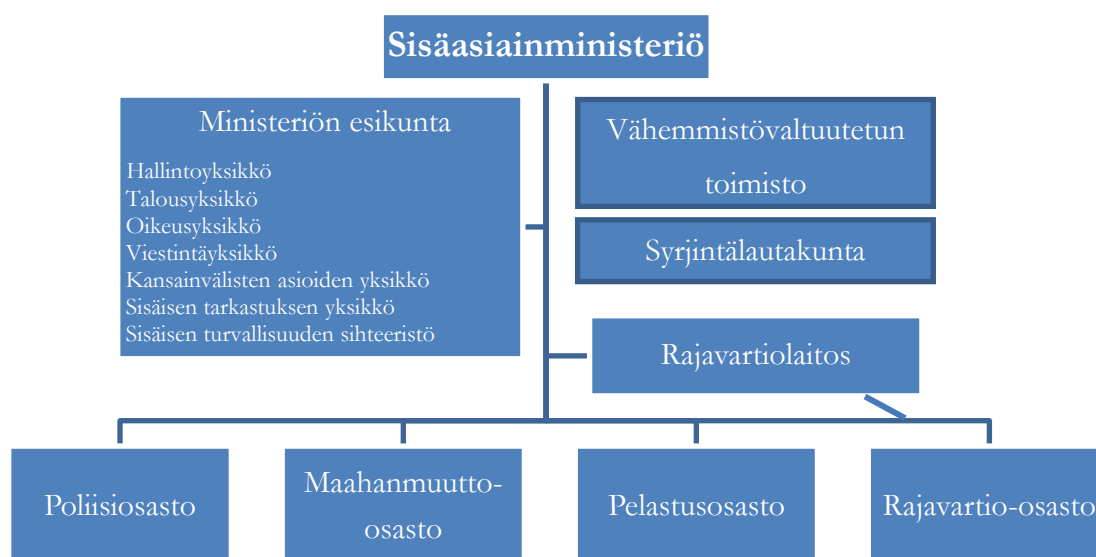 Sisäasiainministeriö
Ministeriön esikunta
Hallintoyksikkö
Talousyksikkö
Oikeusyksikkö
Viestintäyksikkö
Kansainvälisten asioiden yksikkö
Sisäisen tarkastuksen yksikkö
Sisäisen turvallisuuden sihteeristö
Vähemmistövaltuutetun
toimisto
Syrjintälautakunta
Rajavartiolaitos
Poliisiosasto
Maahanmuutto-
osasto
Pelastusosasto
Rajavartio-osasto